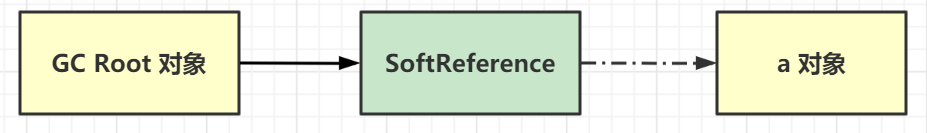 GC Root 对象
SoftReference
a 对象